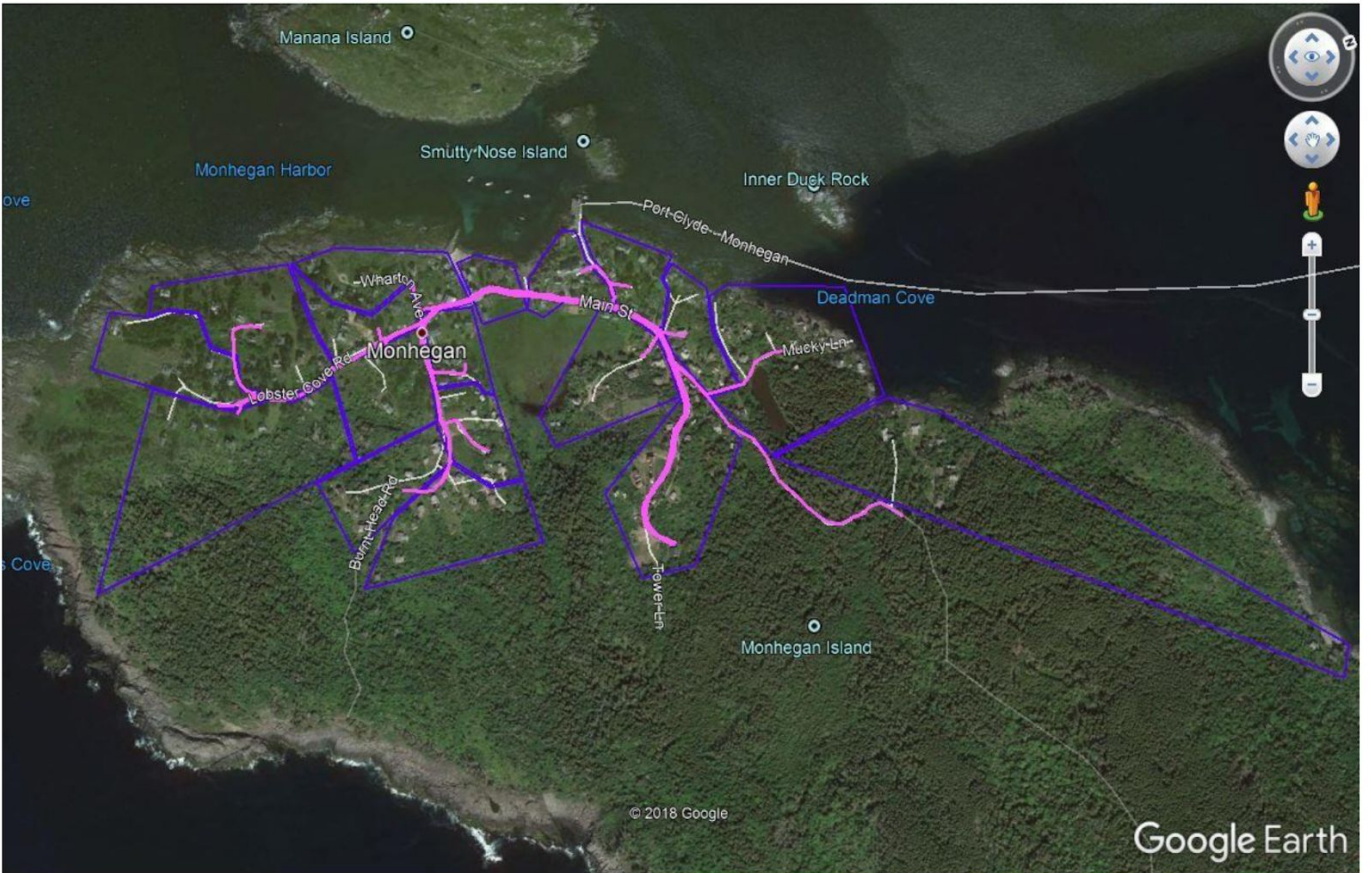 Manana Island
N
Smutty Nose Island
Monhegan Harbor
Inner Duck Rock
ove
Port Clyde - Monhegan
Wharton Ave
Main St
Deadman Cove
Monhegan
Mucky Ln
Lobster Cove Rd
Burnt Head Rd
s Cove
Tower Ln
Monhegan Island
© 2018 Google
Google Earth